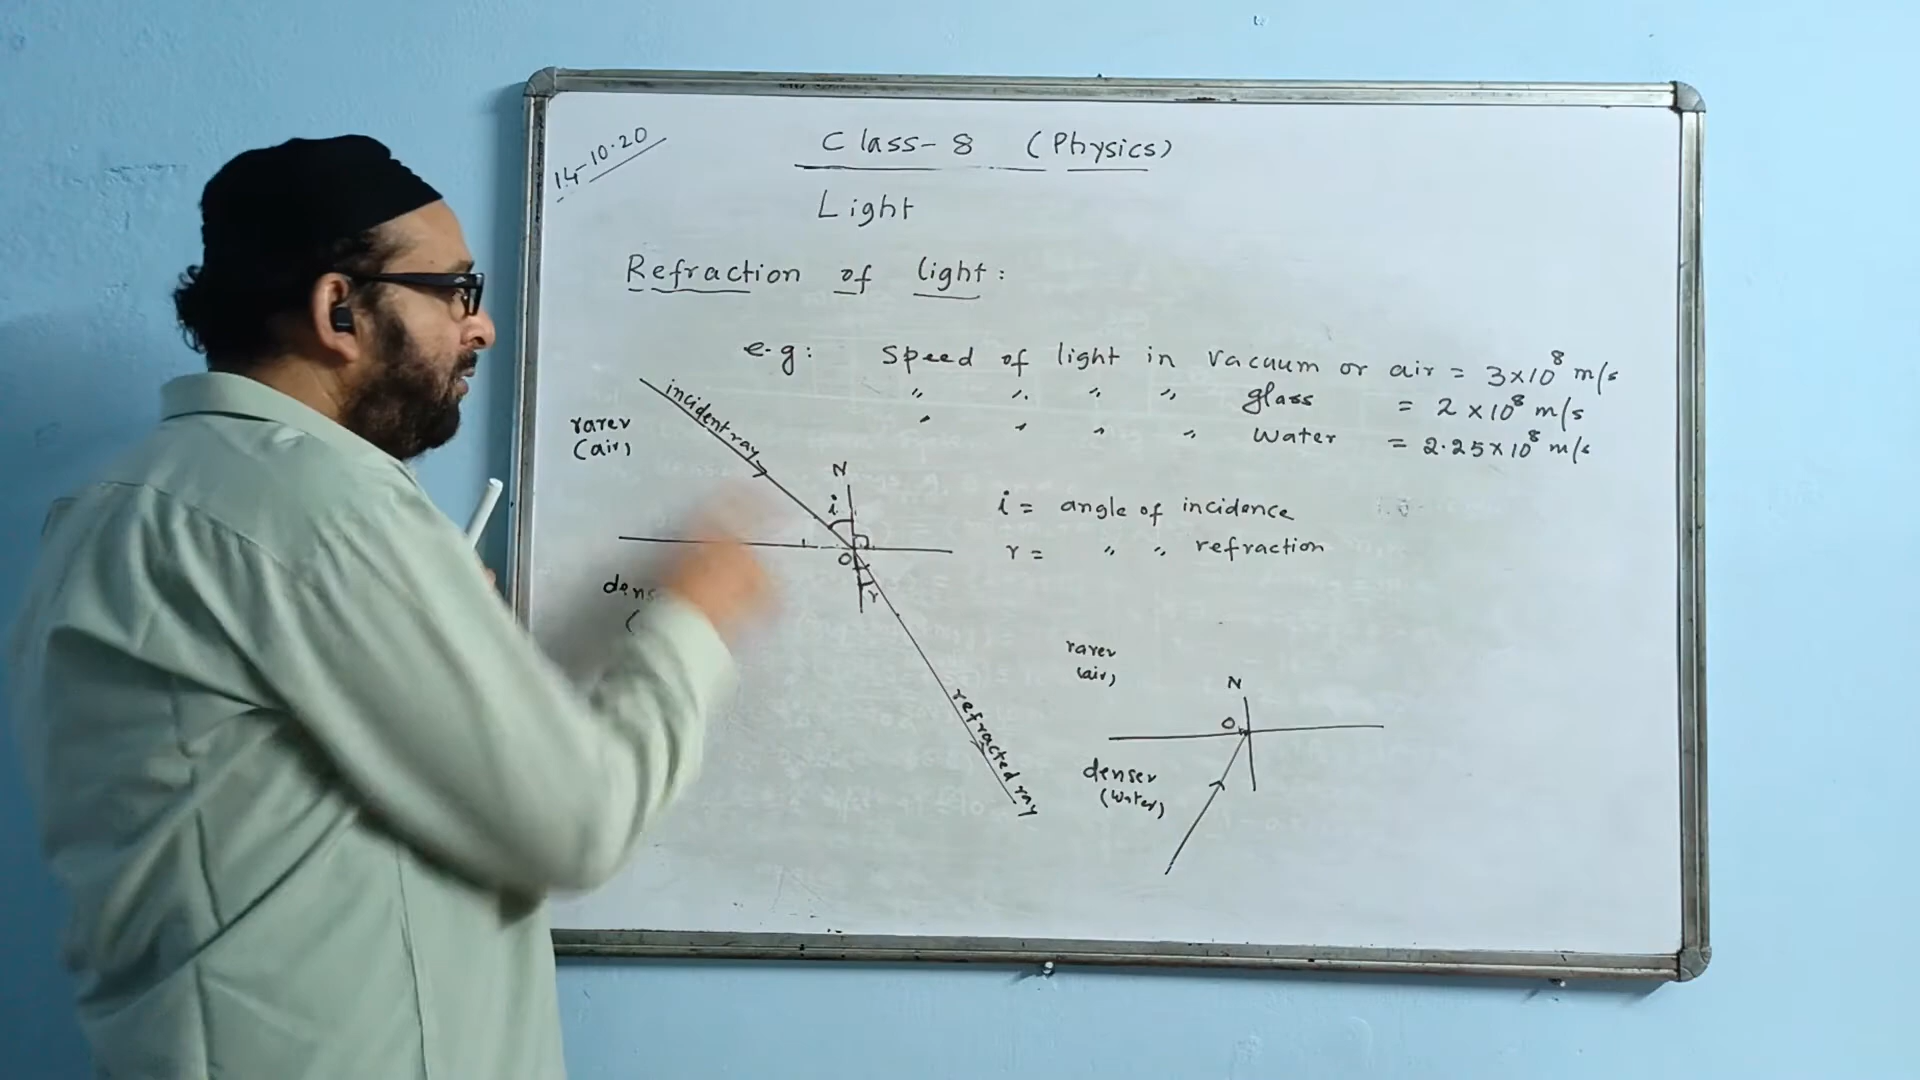 14-10-20
Class-8 (Physics)
Light
Refraction of light:
e.g: Speed of light in vacuum or air = 3×10⁸ m/s
" " " " glass = 2 ×10⁸ m/s
" " " " water = 2.25×10⁸ m/s
rarer
(air)
incident ray
N
i
O
r
dens
(
refracted ray
i = angle of incidence
r = " " refraction
rarer
(air)
N
O
denser
(water)